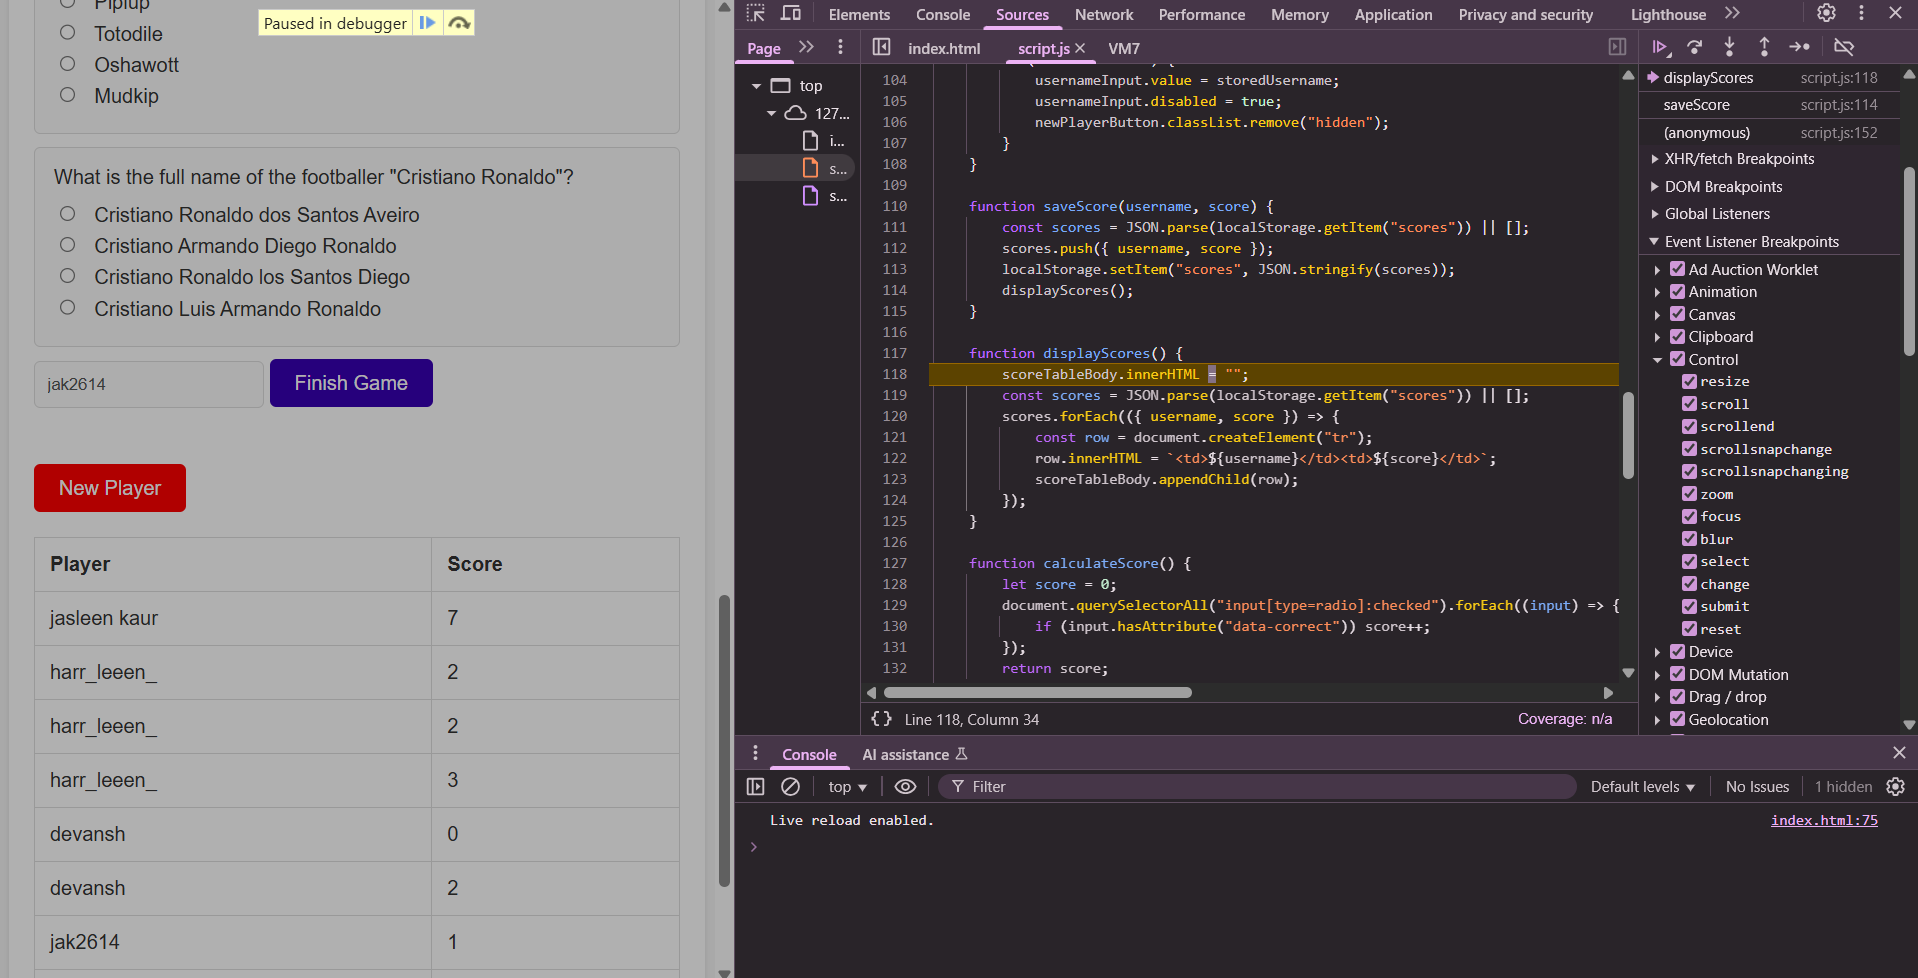 Piplup
Totodile
Oshawott
Mudkip
Paused in debugger
What is the full name of the footballer "Cristiano Ronaldo"?
Cristiano Ronaldo dos Santos Aveiro
Cristiano Armando Diego Ronaldo
Cristiano Ronaldo los Santos Diego
Cristiano Luis Armando Ronaldo
jak2614
Finish Game
New Player
Player Score
jasleen kaur 7
harr_leeen_ 2
harr_leeen_ 2
harr_leeen_ 3
devansh 0
devansh 2
jak2614 1
Elements Console Sources Network Performance Memory Application Privacy and security Lighthouse
Page
index.html script.js VM7
top
127...
i...
s...
s...
104 usernameInput.value = storedUsername;
105 usernameInput.disabled = true;
106 newPlayerButton.classList.remove("hidden");
107 }
108 }
109
110 function saveScore(username, score) {
111 const scores = JSON.parse(localStorage.getItem("scores")) || [];
112 scores.push({ username, score });
113 localStorage.setItem("scores", JSON.stringify(scores));
114 displayScores();
115 }
116
117 function displayScores() {
118 scoreTableBody.innerHTML = "";
119 const scores = JSON.parse(localStorage.getItem("scores")) || [];
120 scores.forEach(({ username, score }) => {
121 const row = document.createElement("tr");
122 row.innerHTML = `<td>${username}</td><td>${score}</td>`;
123 scoreTableBody.appendChild(row);
124 });
125 }
126
127 function calculateScore() {
128 let score = 0;
129 document.querySelectorAll("input[type=radio]:checked").forEach((input) => {
130 if (input.hasAttribute("data-correct")) score++;
131 });
132 return score;
{} Line 118, Column 34
Coverage: n/a
displayScores script.js:118
saveScore script.js:114
(anonymous) script.js:152
XHR/fetch Breakpoints
DOM Breakpoints
Global Listeners
Event Listener Breakpoints
Ad Auction Worklet
Animation
Canvas
Clipboard
Control
resize
scroll
scrollend
scrollsnapchange
scrollsnapchanging
zoom
focus
blur
select
change
submit
reset
Device
DOM Mutation
Drag / drop
Geolocation
Console AI assistance
top
Filter
Default levels
No Issues
1 hidden
Live reload enabled.
index.html:75